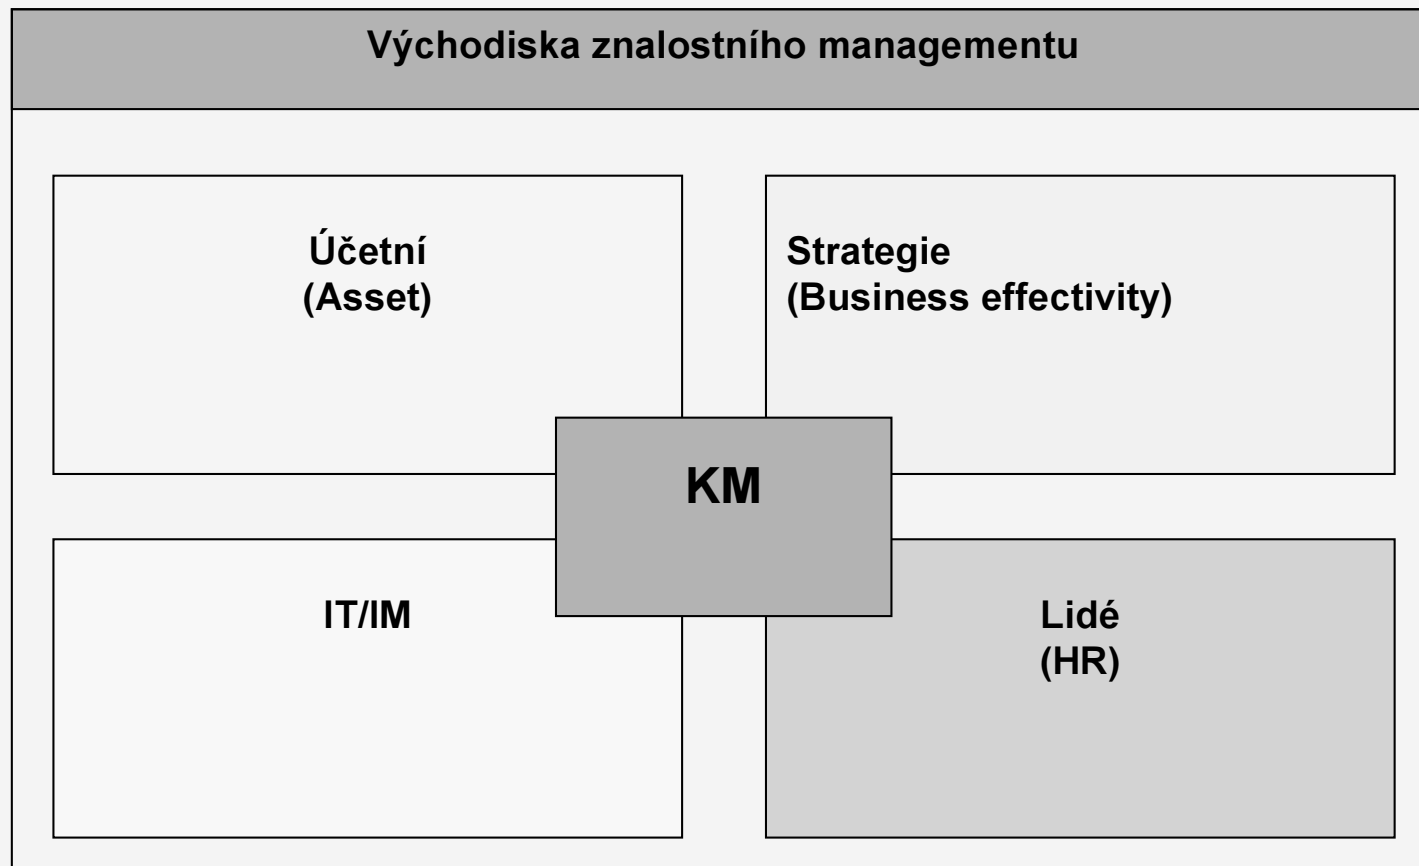 Východiska znalostního managementu
Účetní
(Asset)
Strategie
(Business effectivity)
KM
IT/IM
Lidé
(HR)